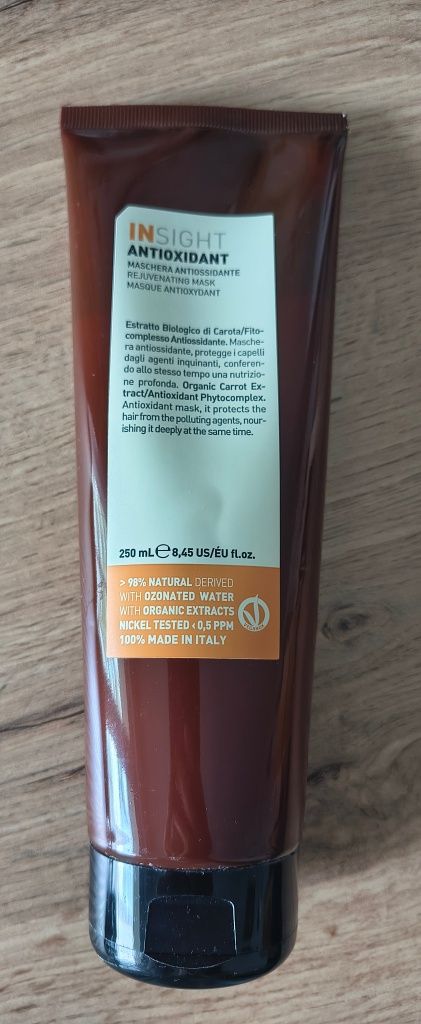 INSIGHT
ANTIOXIDANT
MASCHERA ANTIOSSIDANTE
REJUVENATING MASK
MASQUE ANTIOXYDANT
Estratto Biologico di Carota/Fito-
complesso Antiossidante. Masche-
ra antiossidante, protegge i capelli
dagli agenti inquinanti, conferen-
do allo stesso tempo una nutrizio-
ne profonda. Organic Carrot Ex-
tract/Antioxidant Phytocomplex.
Antioxidant mask, it protects the
hair from the polluting agents, nour-
ishing it deeply at the same time.
250 mL ℮ 8,45 US/ÉU fl.oz.
> 98% NATURAL DERIVED
WITH OZONATED WATER
WITH ORGANIC EXTRACTS
NICKEL TESTED < 0,5 PPM
100% MADE IN ITALY